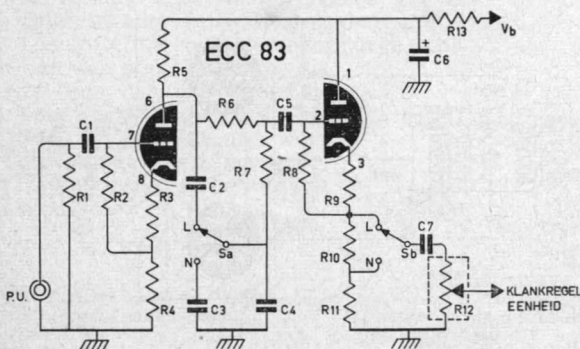 ECC 83
R13
Vb
+
C6
R5
6
1
R6
C5
2
C1
7
R1
R2
8
R3
C2
R7
R8
3
R9
L
Sa
N
L
Sb
C7
R10
N
P.U.
R4
C3
C4
R11
R12
KLANKREGEL
EENHEID